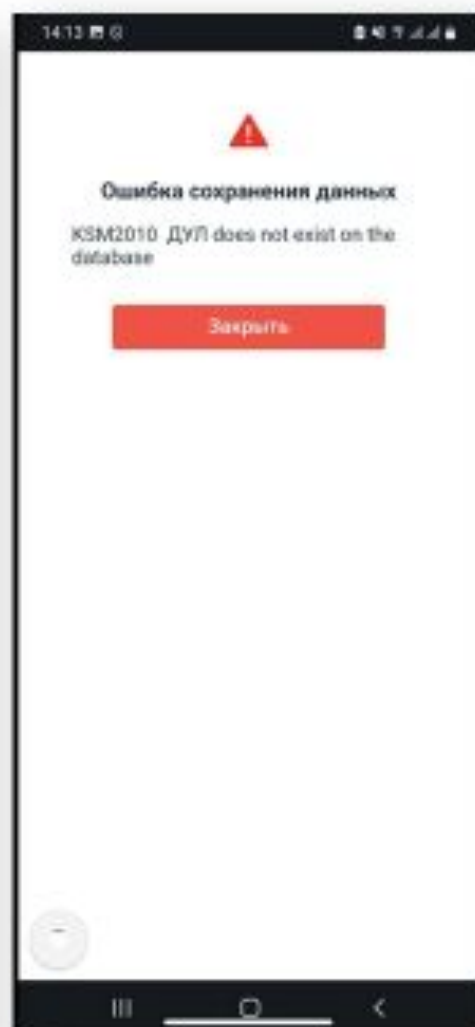 14:13
Ошибка сохранения данных
KSM2010 ДУЛ does not exist on the
database
Закрыть